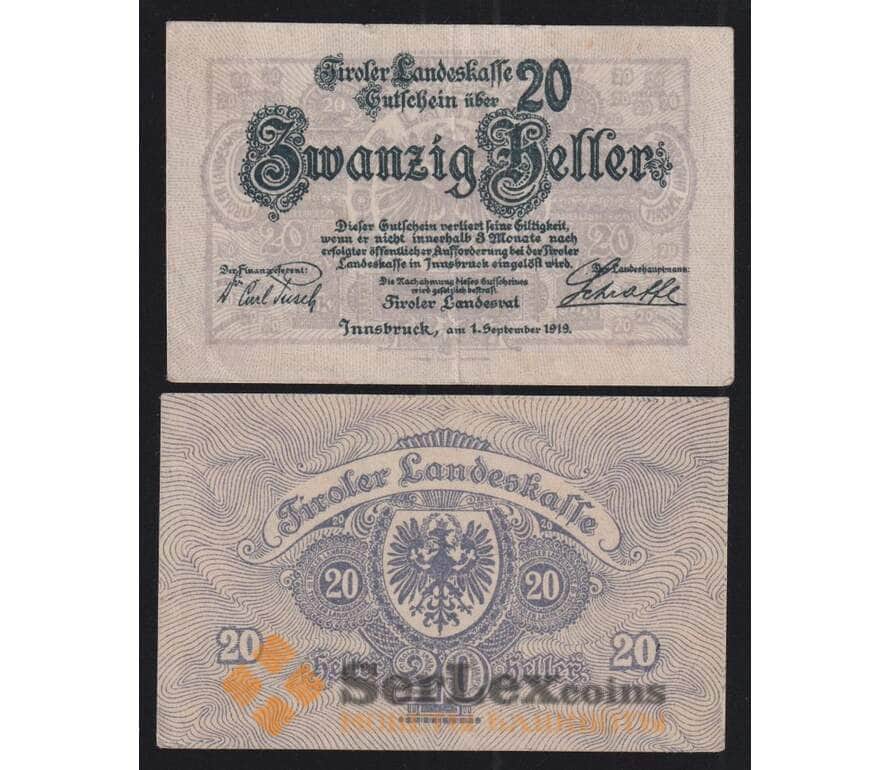 Tiroler Landeskasse
Gutschein über 20
Zwanzig Heller.
Dieser Gutschein verliert seine Giltigkeit,
wenn er nicht innerhalb 3 Monate nach
erfolgter öffentlicher Aufforderung bei der Tiroler
Landeskasse in Innsbruck eingelöst wird.
Der Finanzreferent:
Der Landeshauptmann:
Die Nachahmung dieses Gutscheines
wird gesetzlich bestraft.
Tiroler Landesrat
Schraffl
Innsbruck, am 1. September 1919.
Tiroler Landeskasse
20 20
20 20
20 20
Heller 20 Heller
SerLexcoins